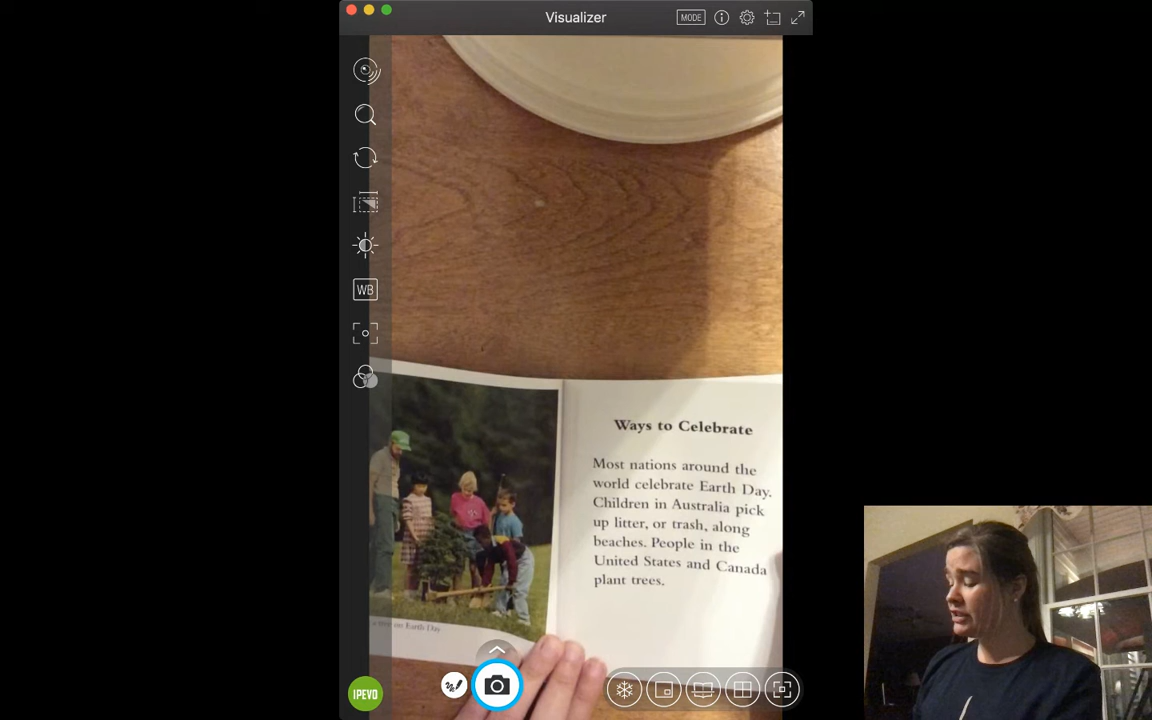 Visualizer
MODE
WB
Ways to Celebrate
Most nations around the
world celebrate Earth Day.
Children in Australia pick
up litter, or trash, along
beaches. People in the
United States and Canada
plant trees.
on Earth Day.
IPEVO